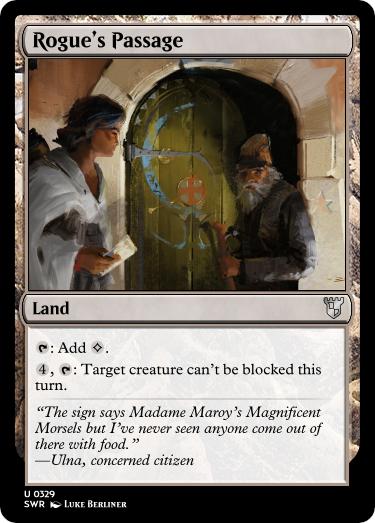 Rogue's Passage
Land
: Add .
4, : Target creature can't be blocked this
turn.
“The sign says Madame Maroy's Magnificent
Morsels but I've never seen anyone come out of
there with food.”
—Ulna, concerned citizen
U 0329
SWR Luke Berliner